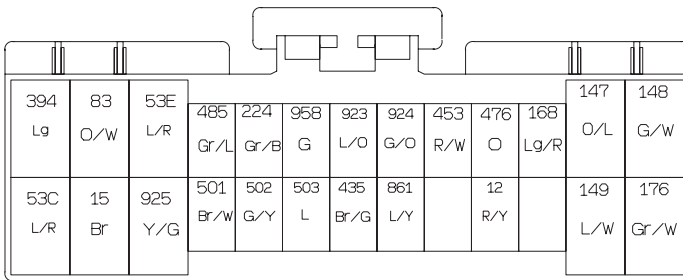 394 83 53E 485 224 958 923 924 453 476 168 147 148
Lg O/W L/R Gr/L Gr/B G L/O G/O R/W O Lg/R O/L G/W
53C 15 925 501 502 503 435 861 12 149 176
L/R Br Y/G Br/W G/Y L Br/G L/Y R/Y L/W Gr/W